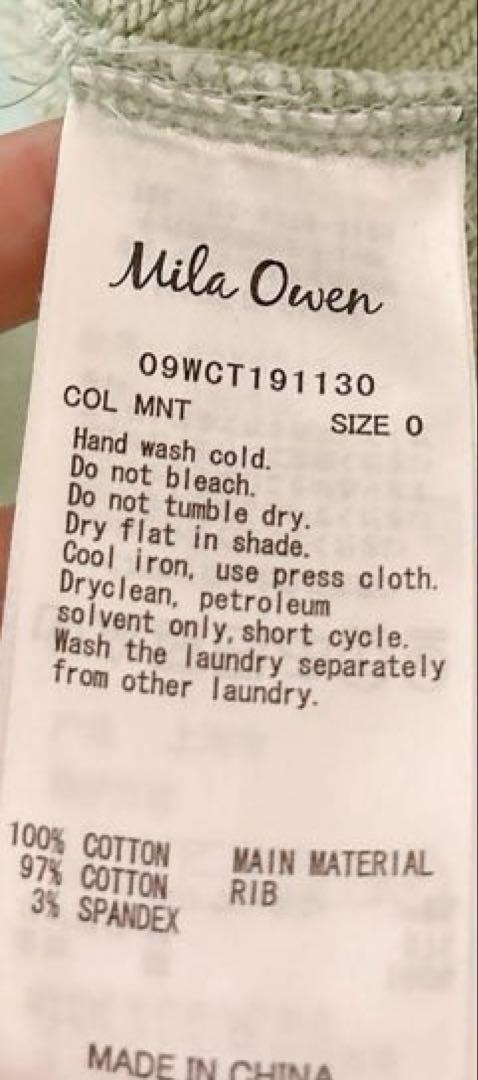 Mila Owen
09WCT191130
COL MNT SIZE 0
Hand wash cold.
Do not bleach.
Do not tumble dry.
Dry flat in shade.
Cool iron, use press cloth.
Dryclean, petroleum
solvent only, short cycle.
Wash the laundry separately
from other laundry.
100% COTTON MAIN MATERIAL
97% COTTON RIB
3% SPANDEX
MADE IN CHINA